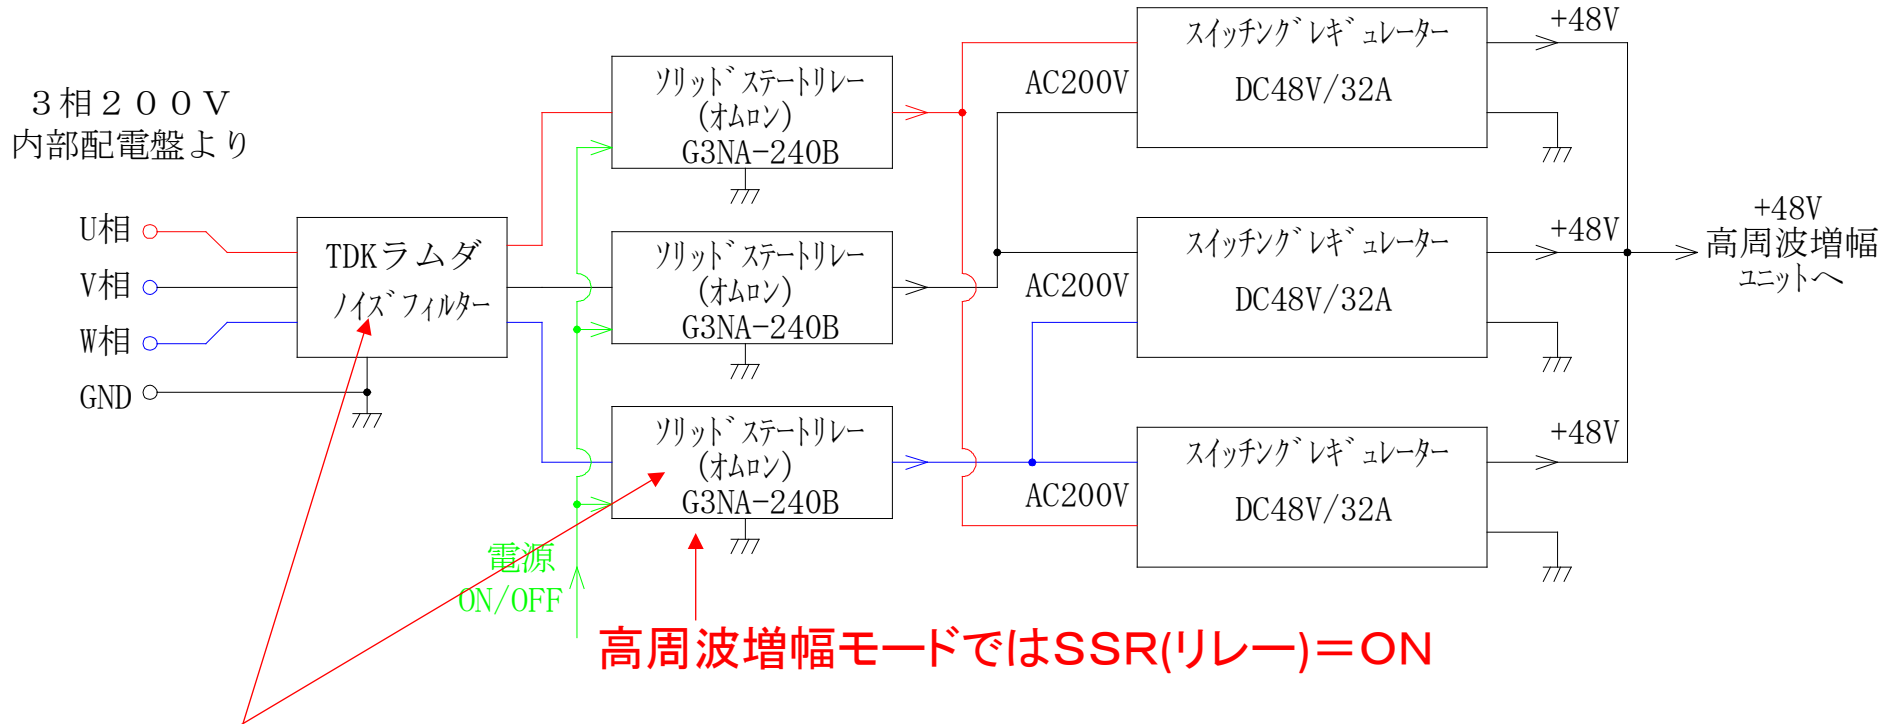 3相200V
内部配電盤より
U相
V相
W相
GND
TDKラムダ
ノイズフィルター
ソリッドステートリレー
(オムロン)
G3NA-240B
ソリッドステートリレー
(オムロン)
G3NA-240B
ソリッドステートリレー
(オムロン)
G3NA-240B
電源
ON/OFF
高周波増幅モードではSSR(リレー)=ON
AC200V
スイッチングレギュレーター
DC48V/32A
+48V
AC200V
スイッチングレギュレーター
DC48V/32A
+48V
AC200V
スイッチングレギュレーター
DC48V/32A
+48V
+48V
高周波増幅
ユニットへ